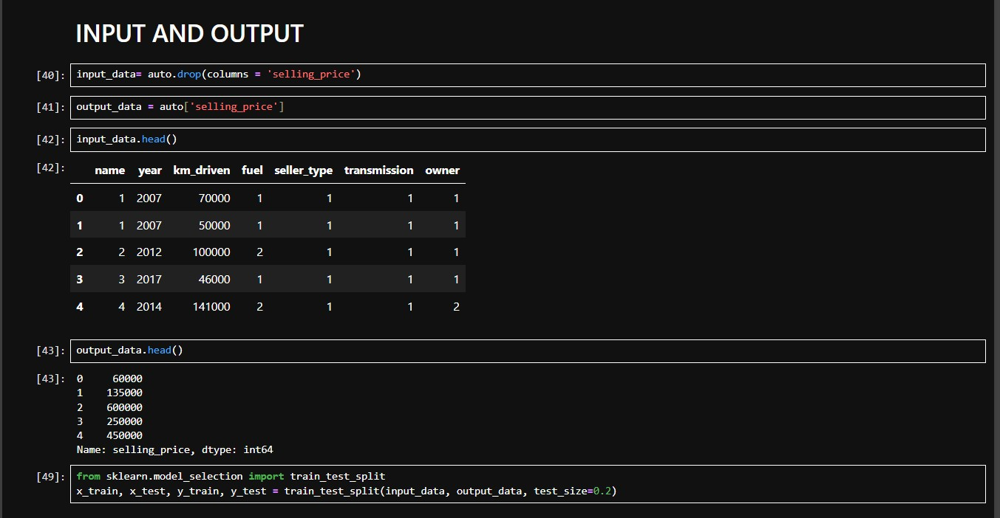 INPUT AND OUTPUT
[40]: input_data= auto.drop(columns = 'selling_price')
[41]: output_data = auto['selling_price']
[42]: input_data.head()
[42]: name year km_driven fuel seller_type transmission owner
0 1 2007 70000 1 1 1 1
1 1 2007 50000 1 1 1 1
2 2 2012 100000 2 1 1 1
3 3 2017 46000 1 1 1 1
4 4 2014 141000 2 1 1 2
[43]: output_data.head()
[43]: 0 60000
1 135000
2 600000
3 250000
4 450000
Name: selling_price, dtype: int64
[49]: from sklearn.model_selection import train_test_split
x_train, x_test, y_train, y_test = train_test_split(input_data, output_data, test_size=0.2)